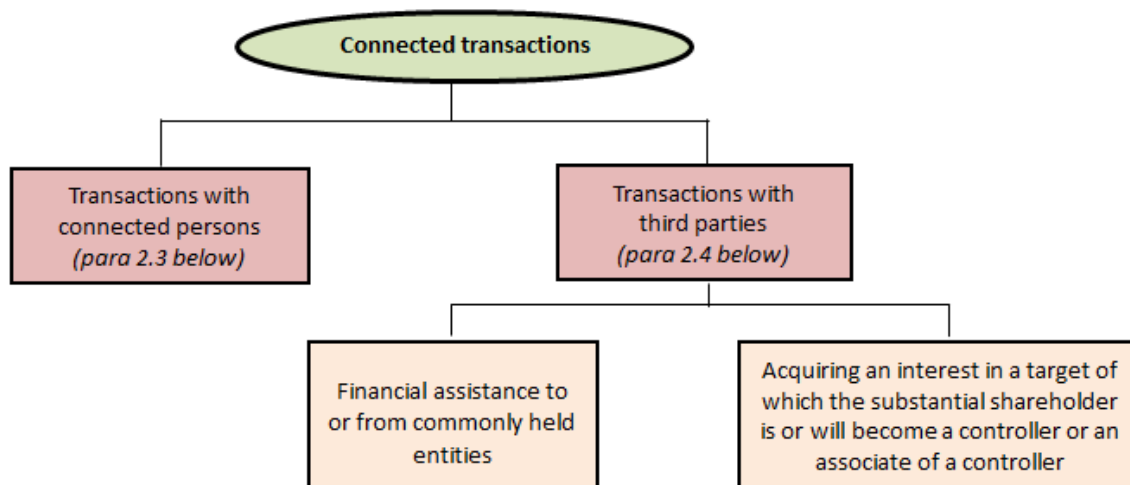 Connected transactions
Transactions with
connected persons
(para 2.3 below)
Transactions with
third parties
(para 2.4 below)
Financial assistance to
or from commonly held
entities
Acquiring an interest in a target of
which the substantial shareholder
is or will become a controller or an
associate of a controller